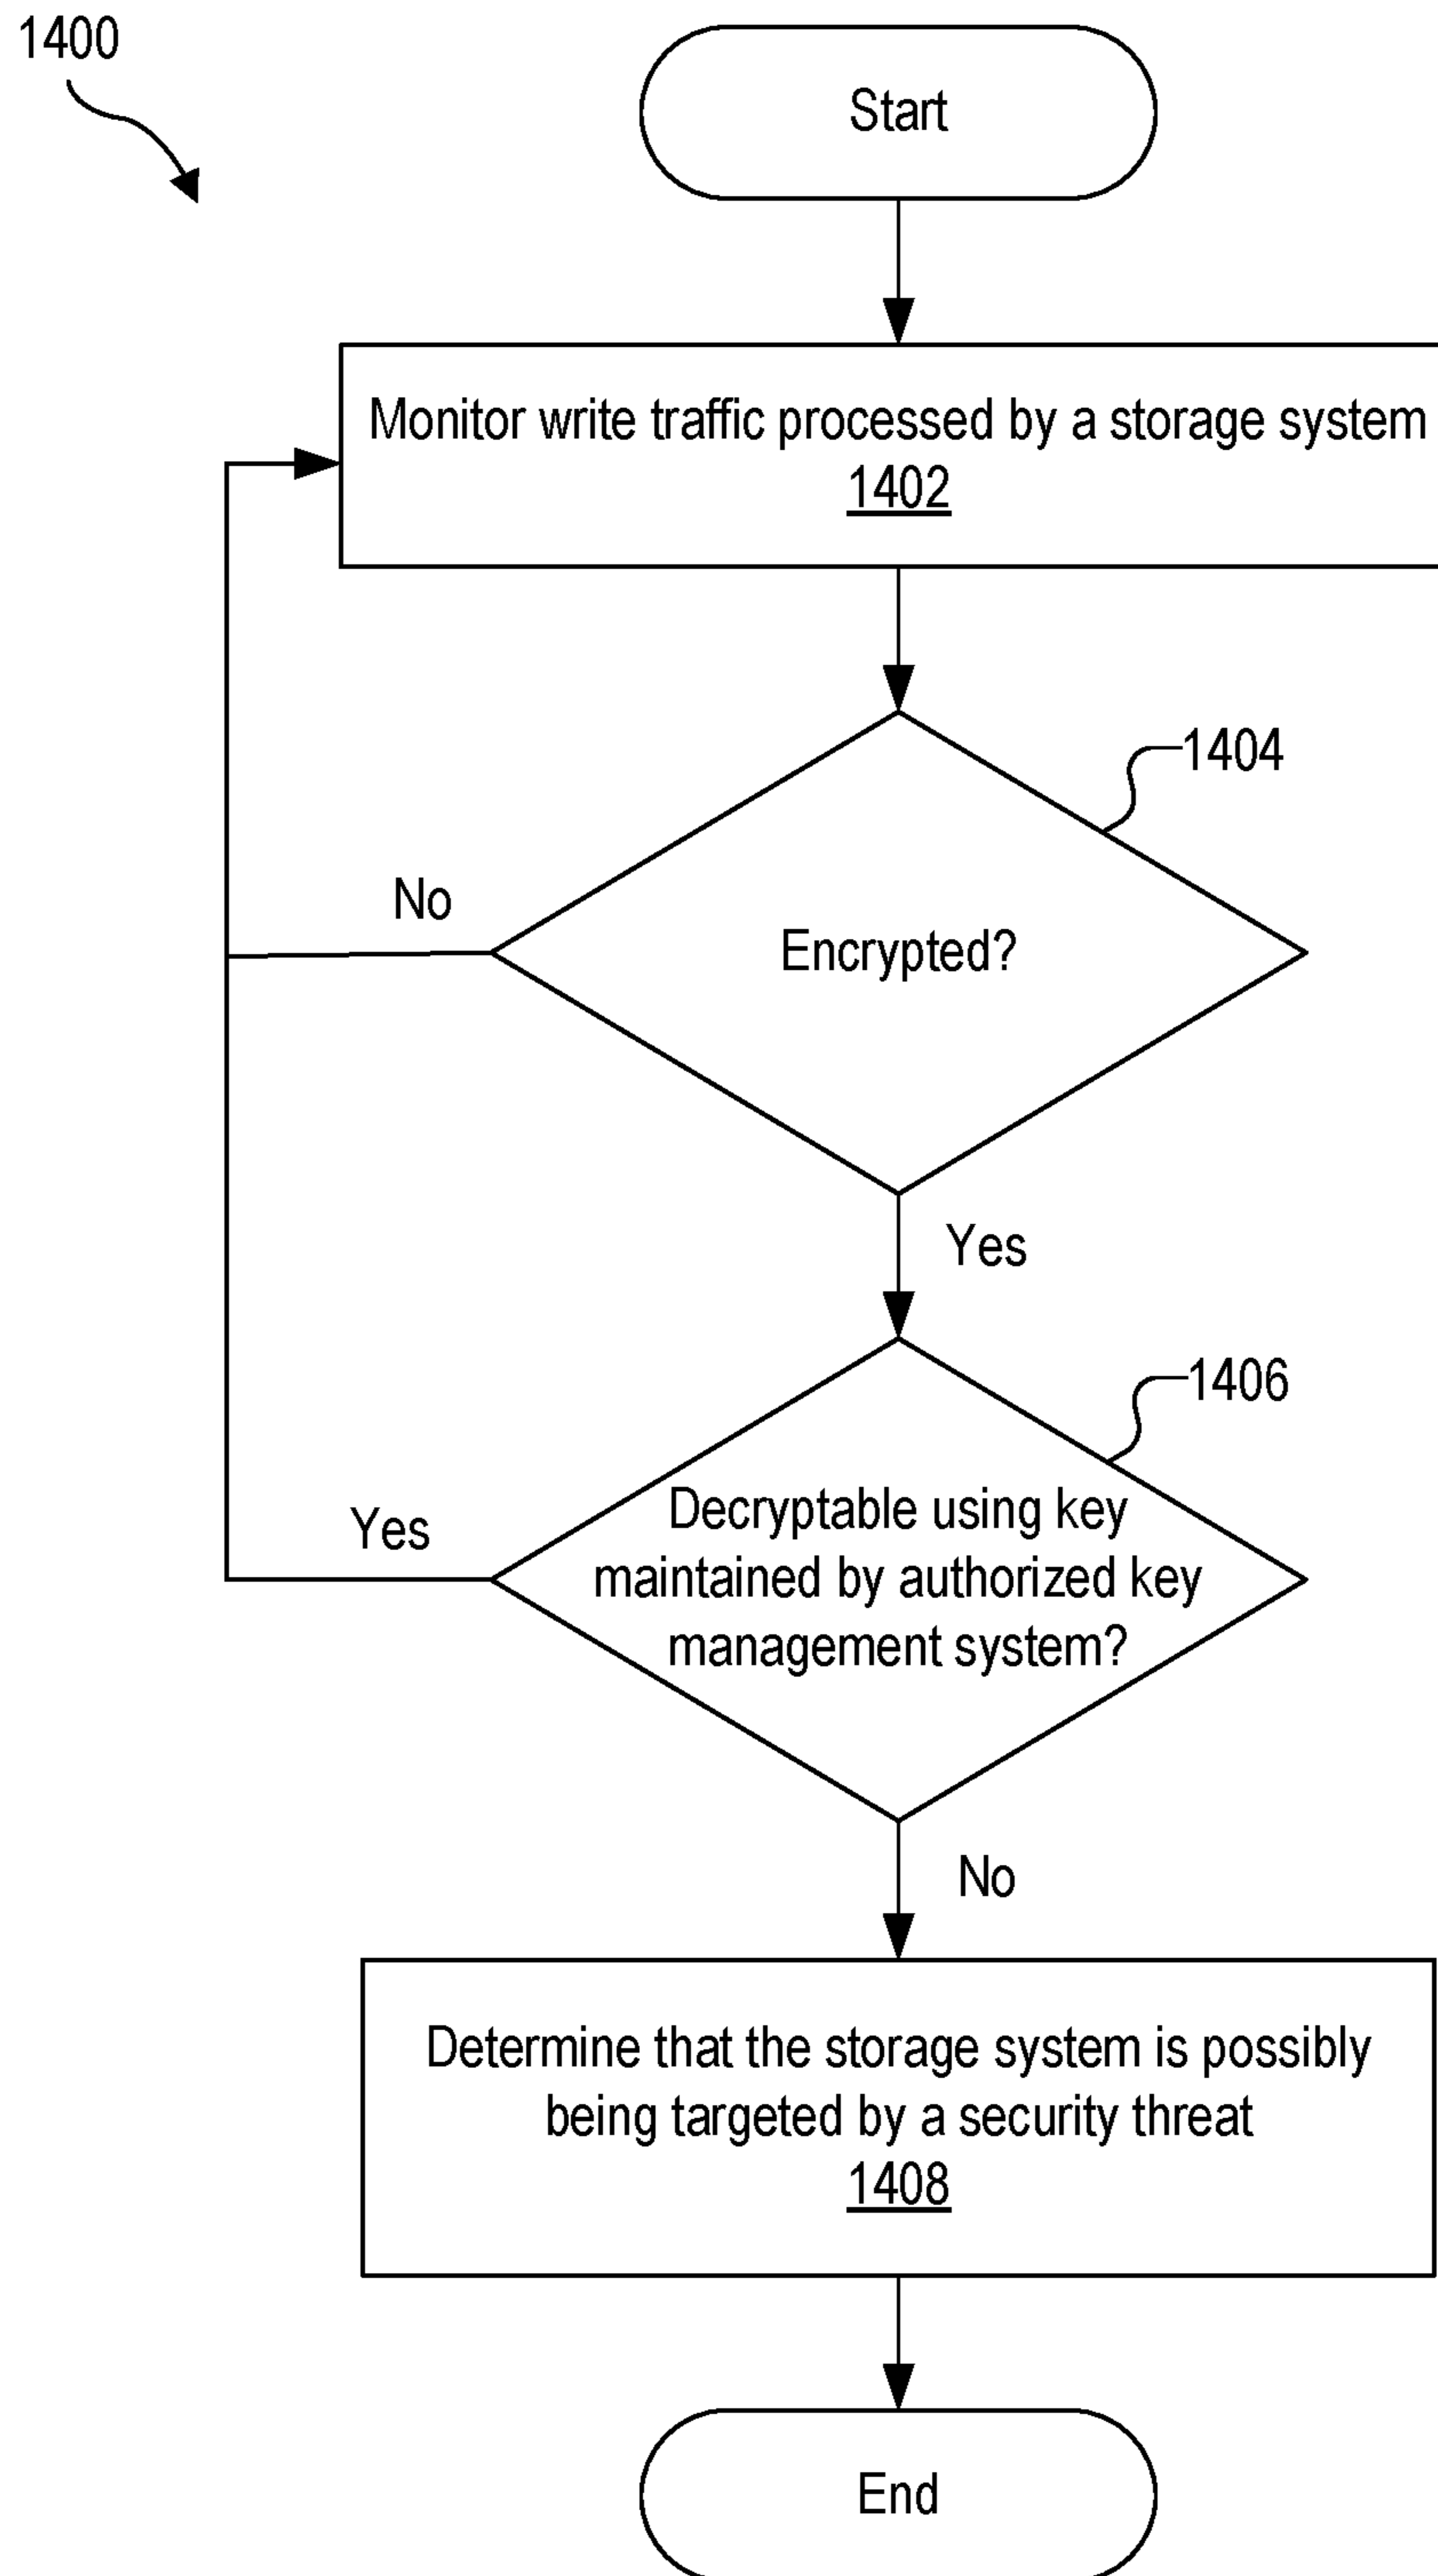 1400
Start
Monitor write traffic processed by a storage system
1402
1404
No
Encrypted?
Yes
1406
Yes
Decryptable using key
maintained by authorized key
management system?
No
Determine that the storage system is possibly
being targeted by a security threat
1408
End